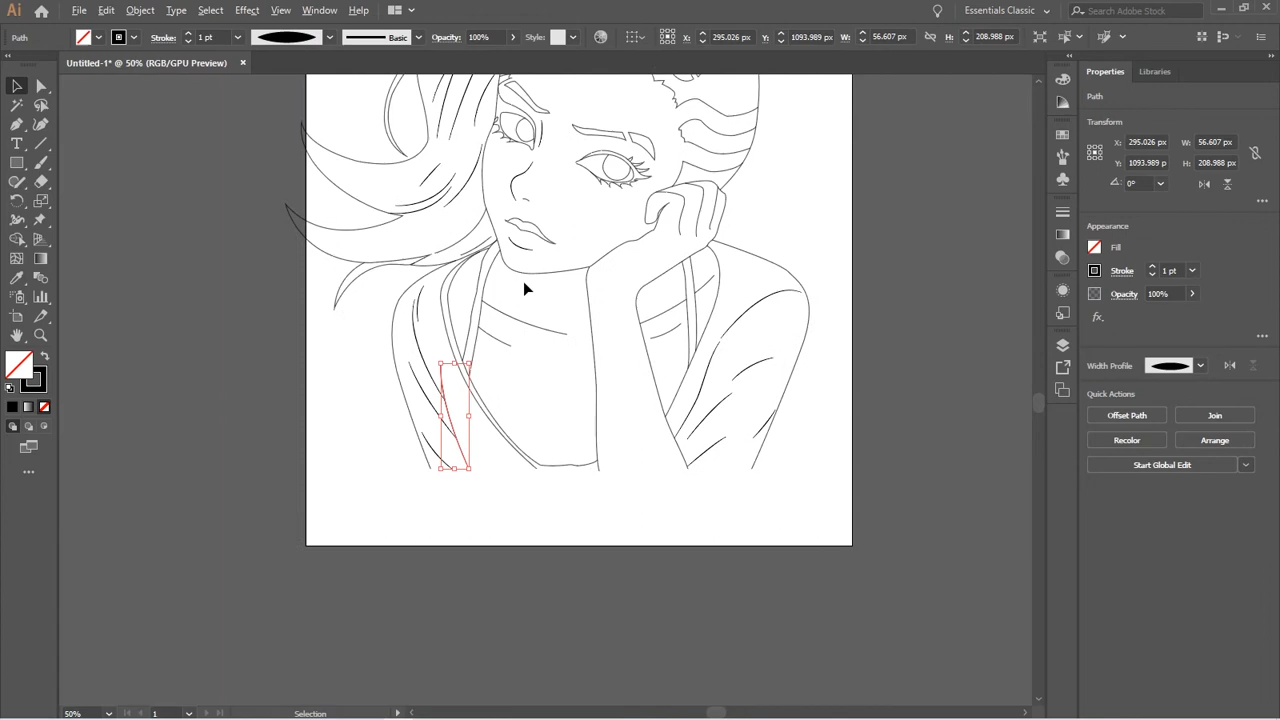 Ai File Edit Object Type Select Effect View Window Help Essentials Classic Search Adobe Stock
Path Stroke: 1 pt Basic Opacity: 100% Style: X: 295.026 px Y: 1093.989 px W: 56.607 px H: 208.988 px
Untitled-1* @ 50% (RGB/GPU Preview)
Properties Libraries
Path
Transform
X: 295.026 px W: 56.607 px
Y: 1093.989 p H: 208.988 px
0°
Appearance
Fill
Stroke 1 pt
Opacity 100%
fx.
Width Profile
Quick Actions
Offset Path Join
Recolor Arrange
Start Global Edit
50% 1 Selection